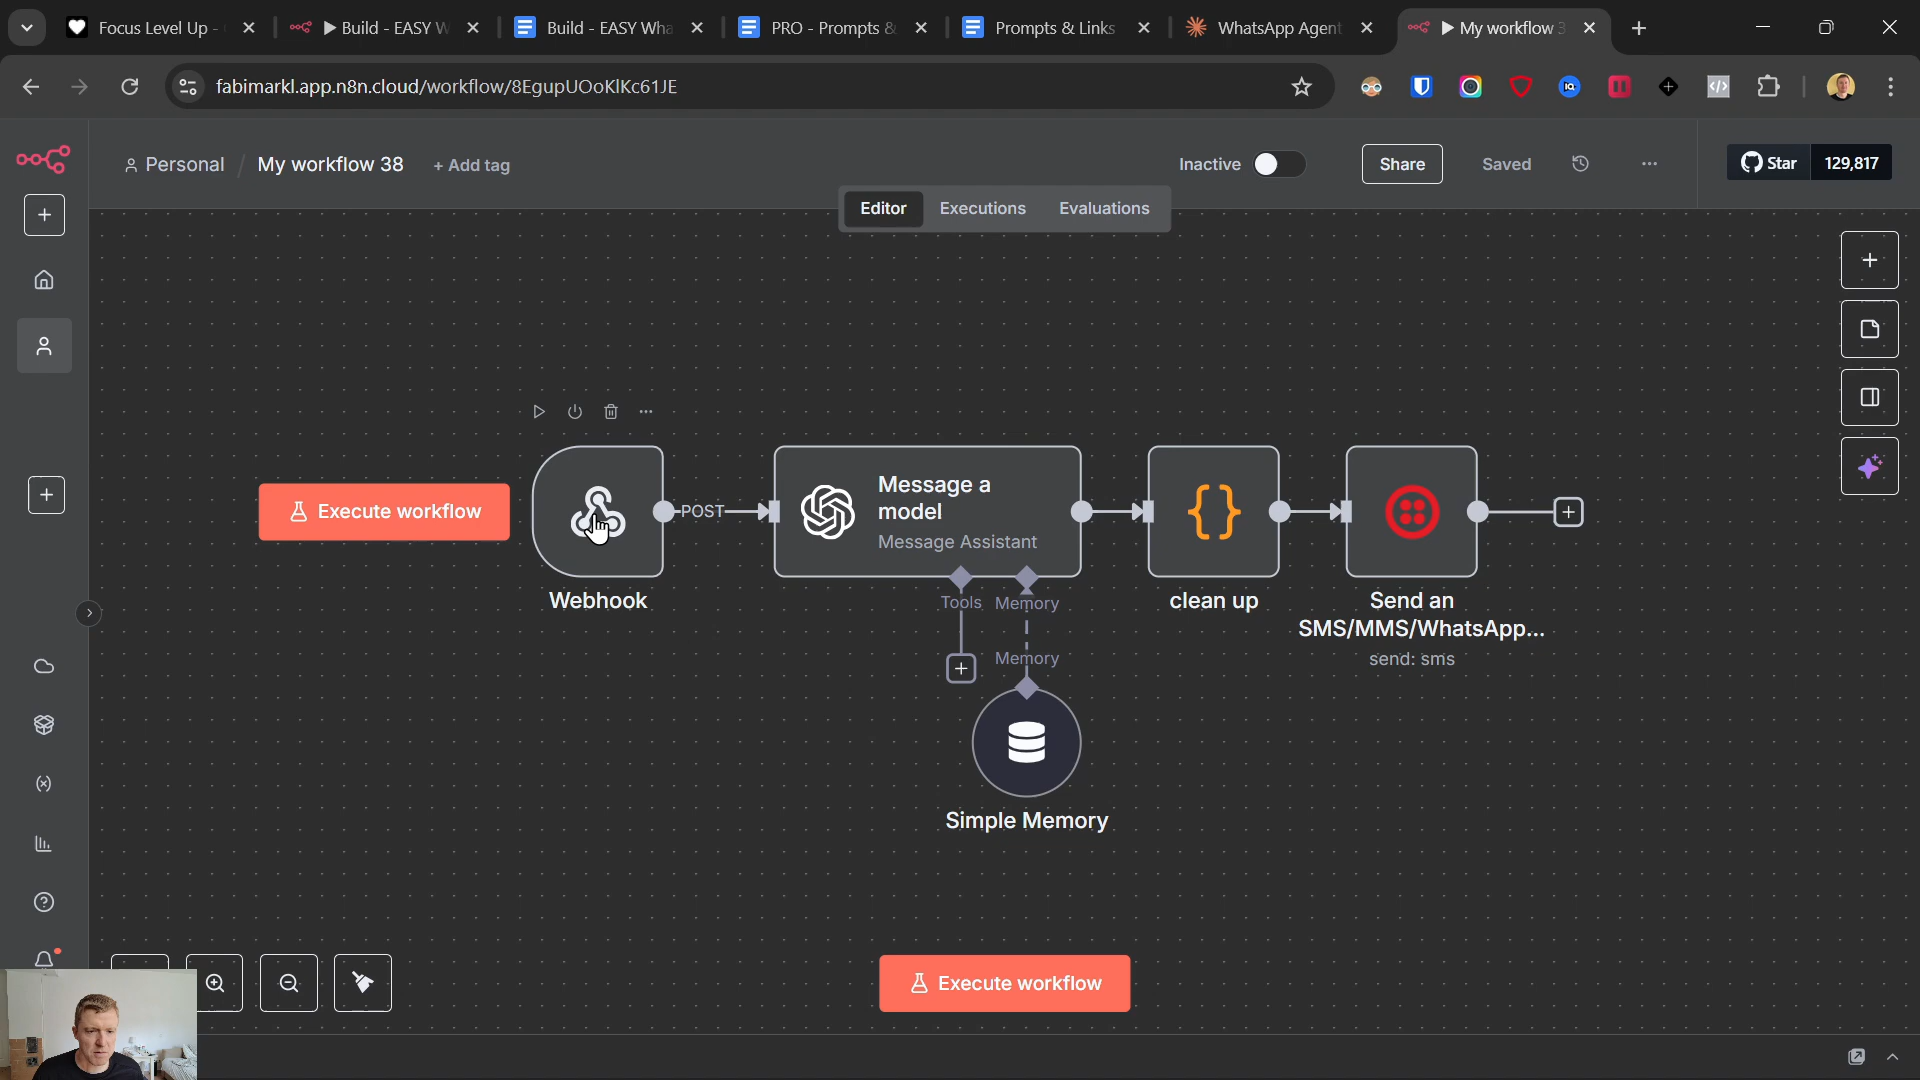 Focus Level Up -
Build - EASY W
Build - EASY Wha
PRO - Prompts &
Prompts & Links
WhatsApp Agent
My workflow 3
fabimarkl.app.n8n.cloud/workflow/8EgupUOoKlKc61JE
Personal / My workflow 38 + Add tag
Inactive
Share
Saved
Star 129,817
Editor Executions Evaluations
Execute workflow
POST
Message a
model
Message Assistant
Webhook
Tools Memory
Memory
Simple Memory
clean up
Send an
SMS/MMS/WhatsApp...
send: sms
Execute workflow